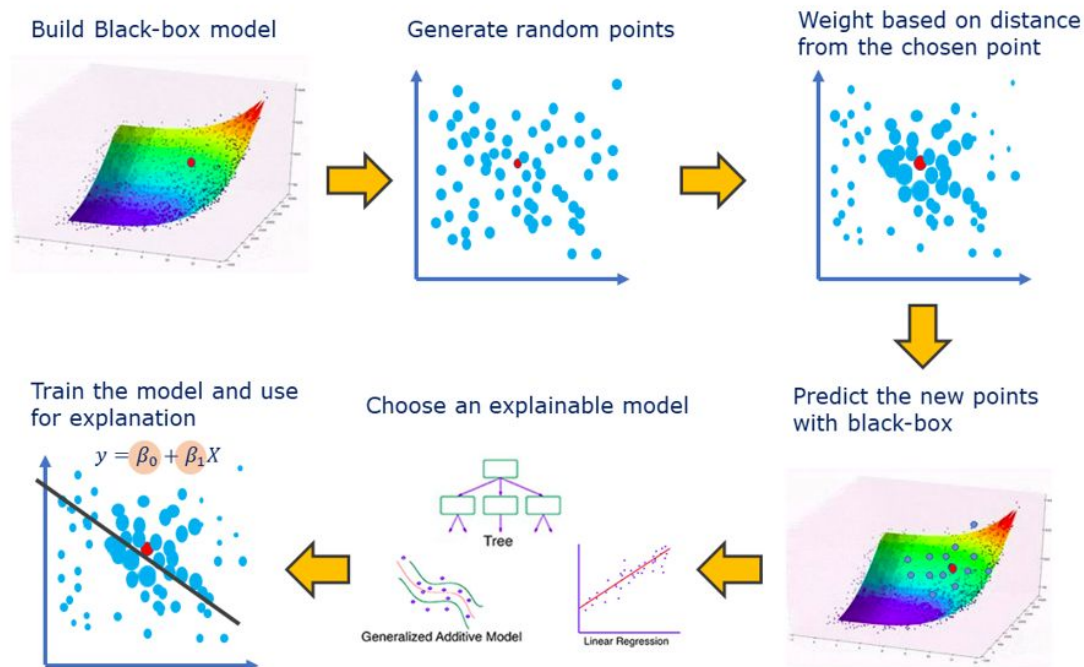 Build Black-box model
Generate random points
Weight based on distance
from the chosen point
Train the model and use
for explanation
y = β₀ + β₁X
Choose an explainable model
Tree
Generalized Additive Model
Linear Regression
Predict the new points
with black-box